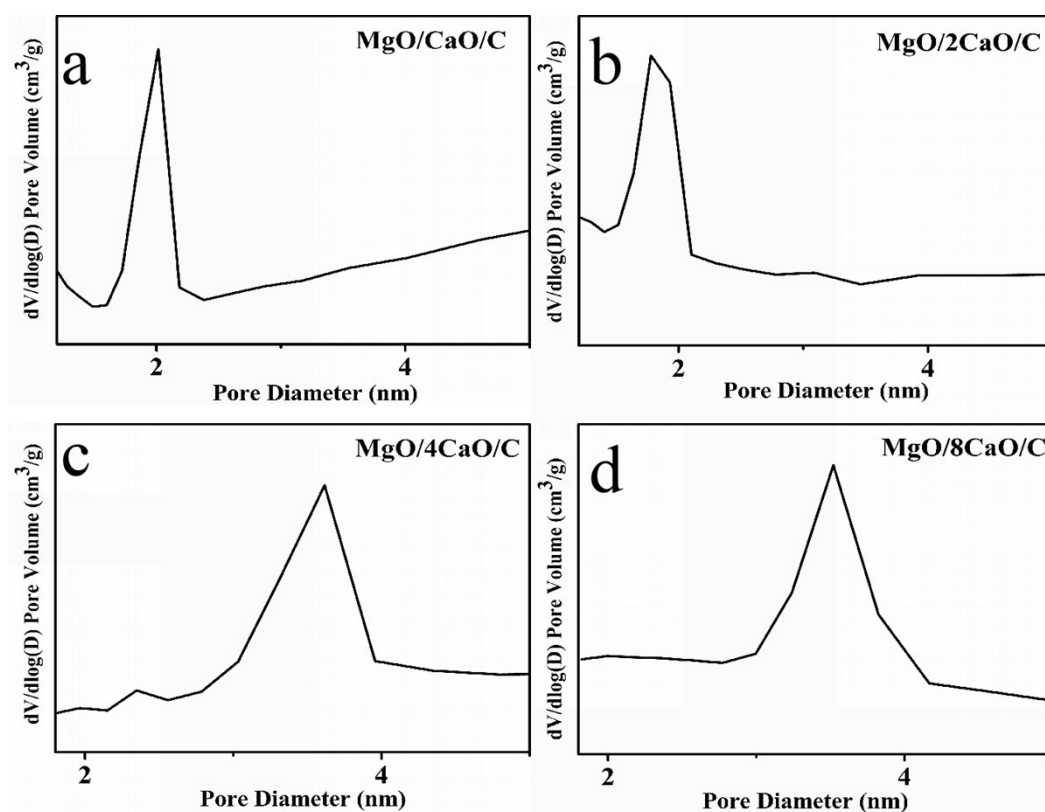 a
MgO/CaO/C
dV/dlog(D) Pore Volume (cm³/g)
2
4
Pore Diameter (nm)
b
MgO/2CaO/C
dV/dlog(D) Pore Volume (cm³/g)
2
4
Pore Diameter (nm)
c
MgO/4CaO/C
dV/dlog(D) Pore Volume (cm³/g)
2
4
Pore Diameter (nm)
d
MgO/8CaO/C
dV/dlog(D) Pore Volume (cm³/g)
2
4
Pore Diameter (nm)